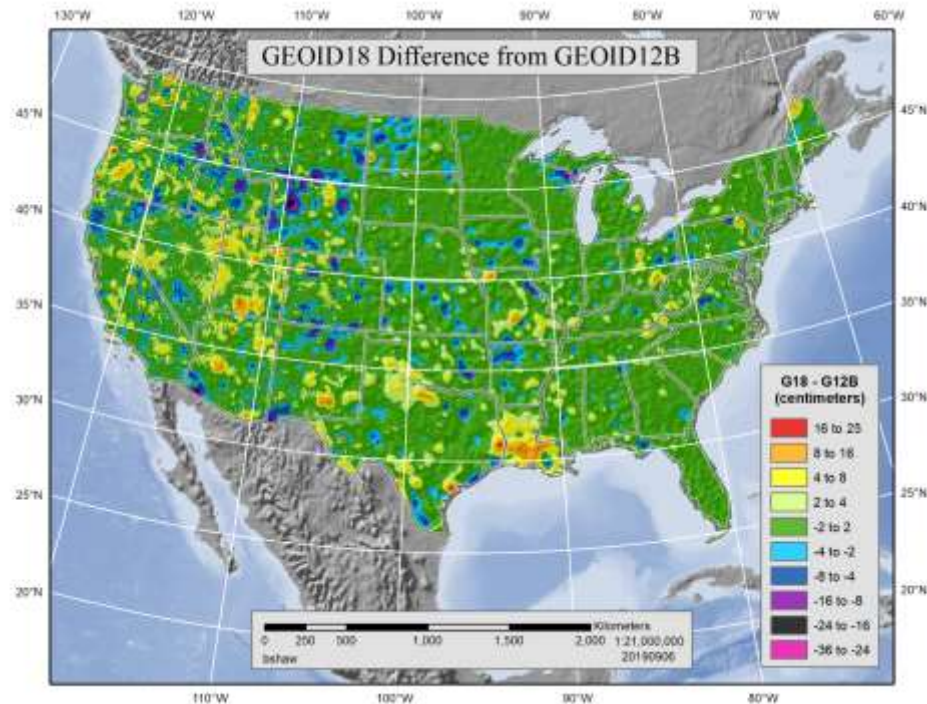 130°W 120°W 110°W 100°W 90°W 80°W 70°W 60°W
GEOID18 Difference from GEOID12B
45°N 45°N
40°N 40°N
35°N 35°N
30°N 30°N
25°N 25°N
20°N 20°N
G18 - G12B
(centimeters)
16 to 25
8 to 16
4 to 8
2 to 4
-2 to 2
-4 to -2
-8 to -4
-16 to -8
-24 to -16
-36 to -24
Kilometers
0 250 500 1,000 1,500 2,000 1:21,000,000
bshaw 20190906
110°W 100°W 90°W 80°W